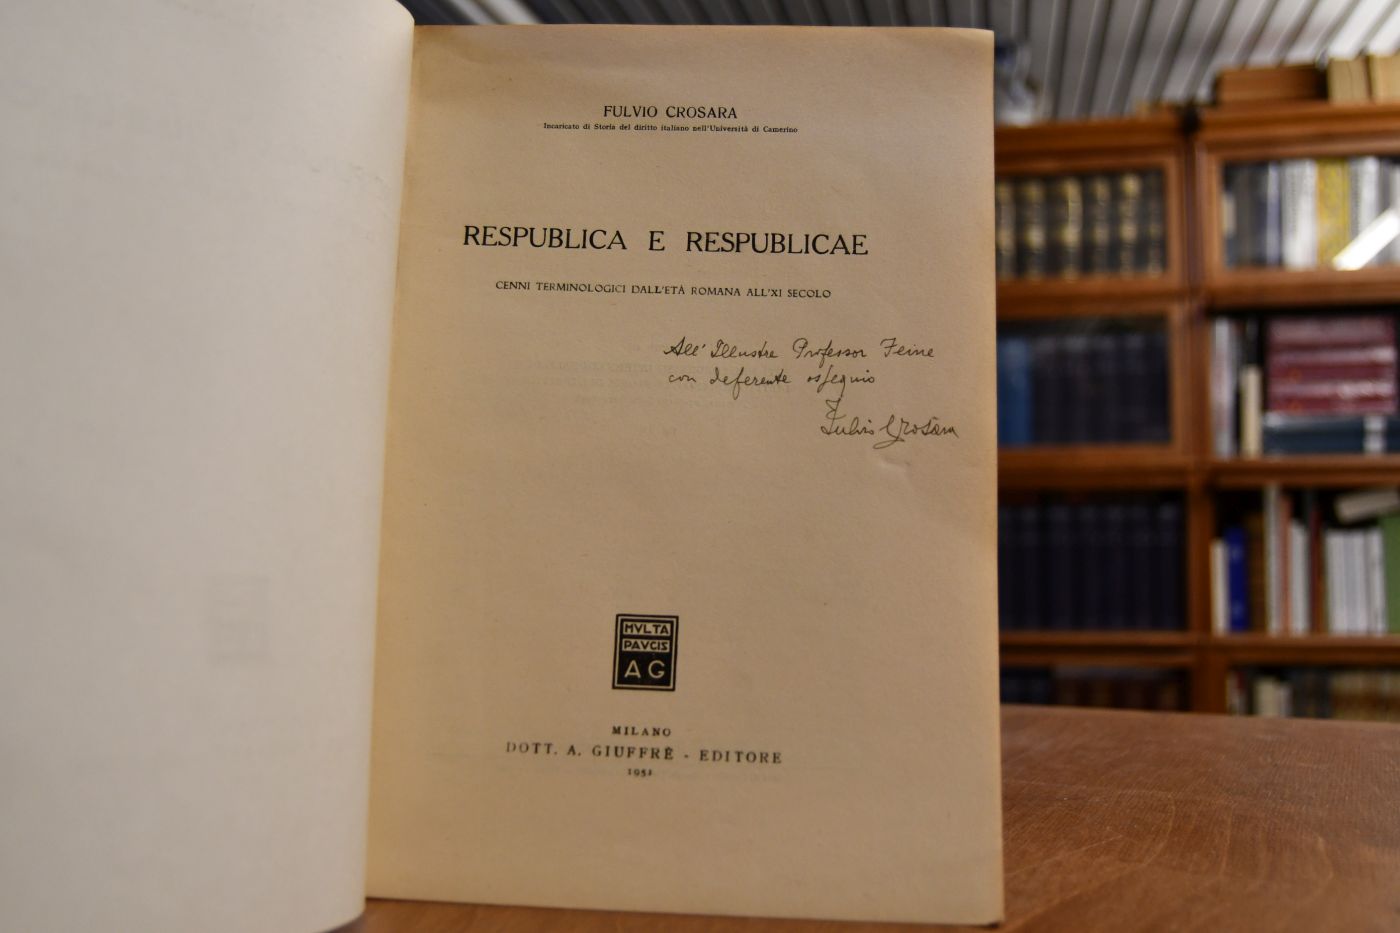 FULVIO CROSARA
Incaricato di Storia del diritto italiano nell'Università di Camerino
RESPUBLICA E RESPUBLICAE
CENNI TERMINOLOGICI DALL'ETÀ ROMANA ALL'XI SECOLO
All' Illustre Professor Feine
con deferente ossequio
Fulvio Crosara
MVLTA
PAVCIS
AG
MILANO
DOTT. A. GIUFFRÈ - EDITORE
1952